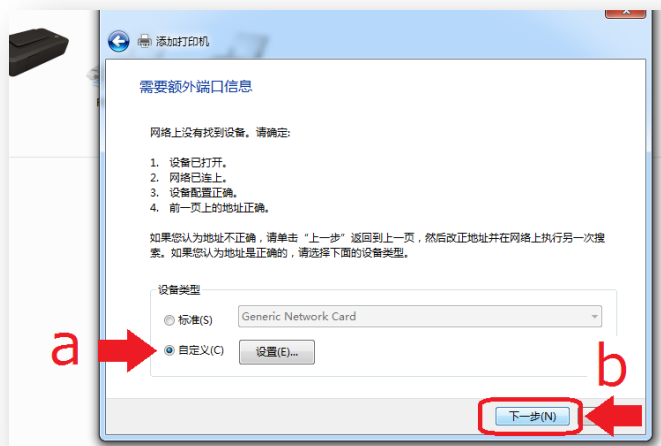 添加打印机
需要额外端口信息
网络上没有找到设备。请确定:
1. 设备已打开。
2. 网络已连上。
3. 设备配置正确。
4. 前一页上的地址正确。
如果您认为地址不正确，请单击“上一步”返回到上一页，然后改正地址并在网络上执行另一次搜
索。如果您认为地址是正确的，请选择下面的设备类型。
设备类型
标准(S)
Generic Network Card
a
自定义(C)
设置(E)...
b
下一步(N)